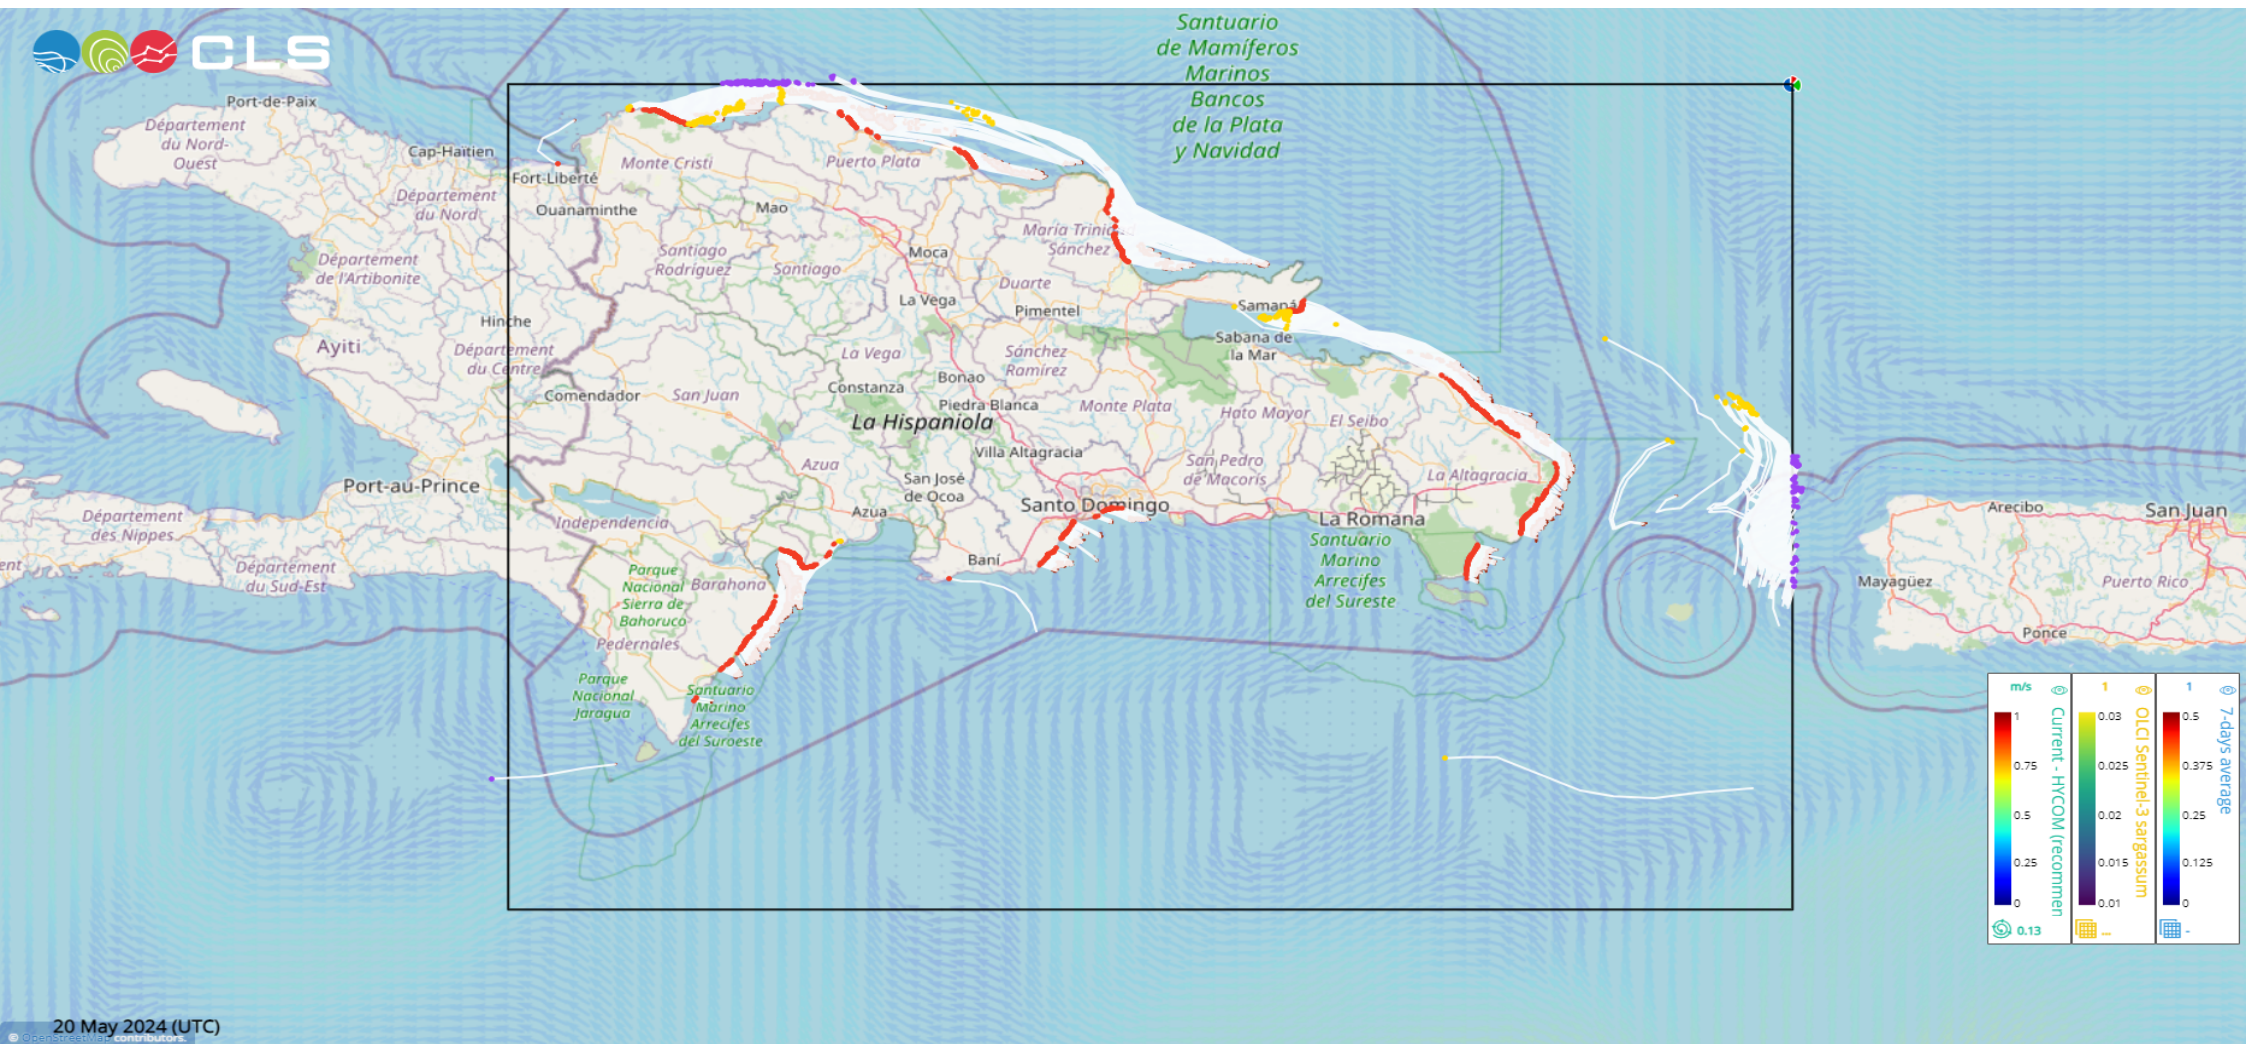 CLS
Santuario
de Mamíferos
Marinos
Bancos
de la Plata
y Navidad
Port-de-Paix
Département
du Nord-
Ouest
Cap-Haïtien
Fort-Liberté
Monte Cristi
Puerto Plata
Département
du Nord
Ouanaminthe
Mao
María Trinid
Sánchez
Santiago
Rodríguez
Santiago
Moca
Département
de l'Artibonite
Duarte
La Vega
Pimentel
Samaná
Hinche
Sabana de
la Mar
Ayiti
Département
du Centre
La Vega
Sánchez
Ramírez
Constanza
Bonao
Comendador
San Juan
Piedra Blanca
Monte Plata
Hato Mayor
El Seibo
La Hispaniola
Villa Altagracia
Azua
San Pedro
de Macorís
La Altagracia
San José
de Ocoa
Port-au-Prince
Santo Domingo
Arecibo
San Juan
Azua
La Romana
Independencia
Département
des Nippes
ent
Santuario
Marino
Arrecifes
del Sureste
Baní
Département
du Sud-Est
Parque
Nacional
Sierra de
Bahoruco
Barahona
Mayagüez
Puerto Rico
Pedernales
Ponce
Parque
Nacional
Jaragua
Santuario
Marino
Arrecifes
del Suroeste
m/s
1
0.75
0.5
0.25
0
Current - HYCOM (recommen
0.13
1
0.03
0.025
0.02
0.015
0.01
OLCI Sentinel-3 sargassum
...
1
0.5
0.375
0.25
0.125
0
7-days average
-
20 May 2024 (UTC)
© OpenStreetMap contributors.